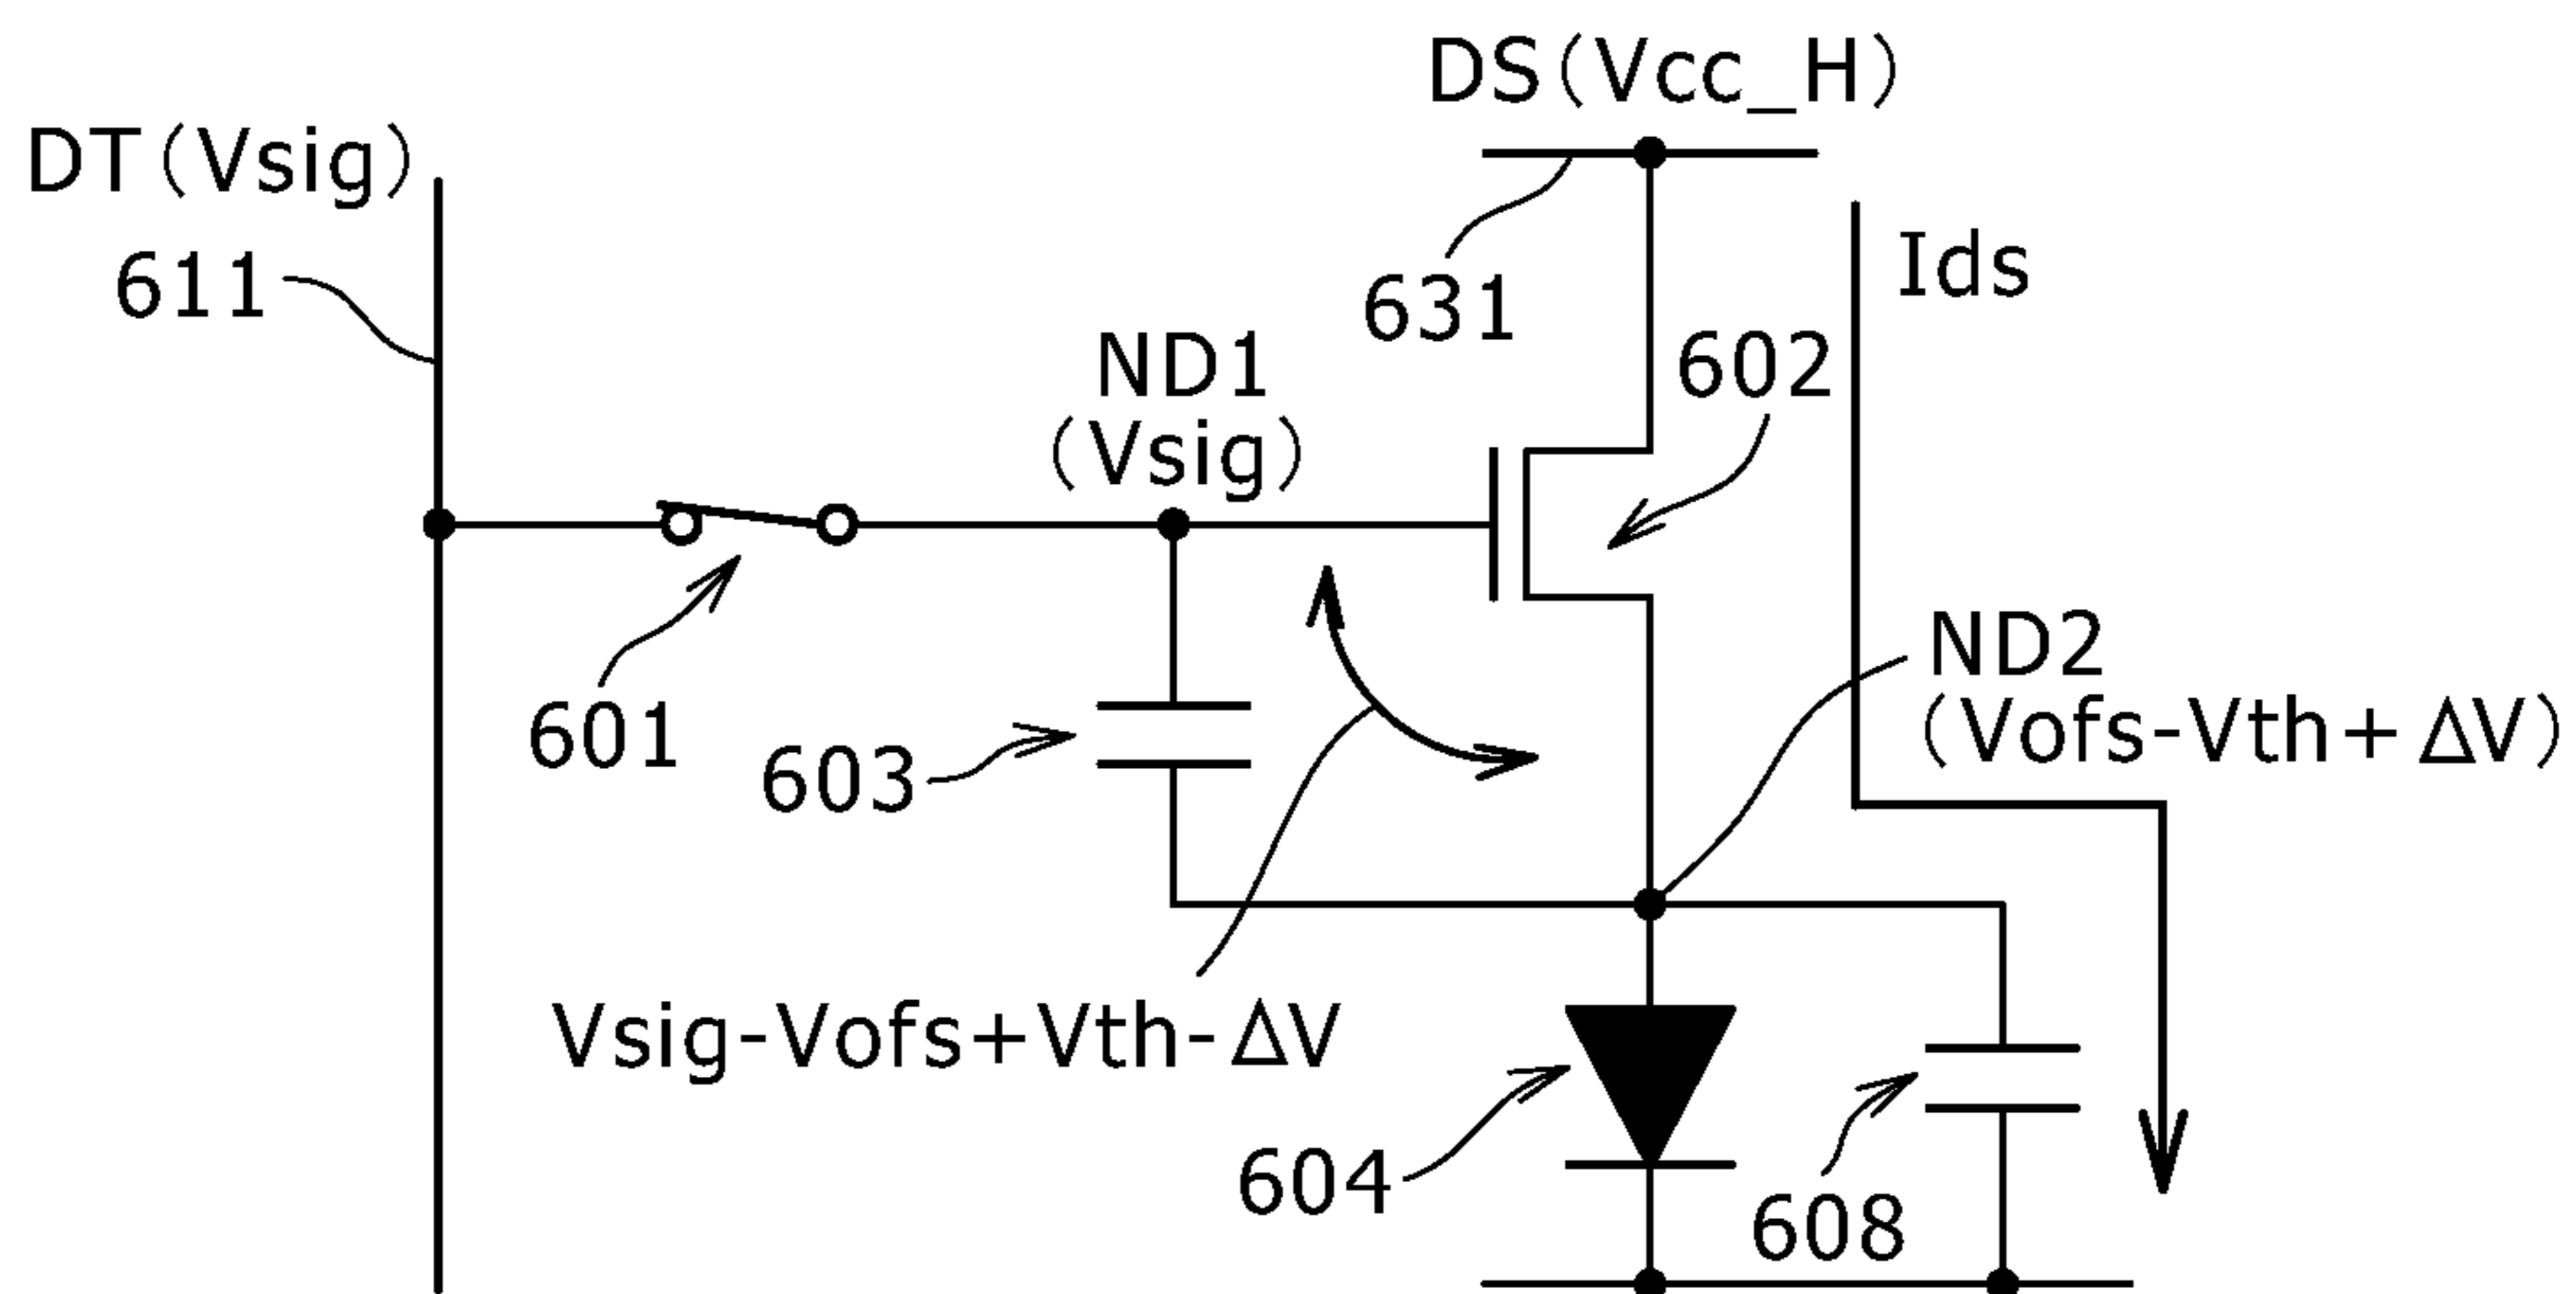 DS(Vcc_H)
DT(Vsig)
611
631
Ids
ND1
(Vsig)
602
601
603
ND2
(Vofs-Vth+ΔV)
Vsig-Vofs+Vth-ΔV
604
608